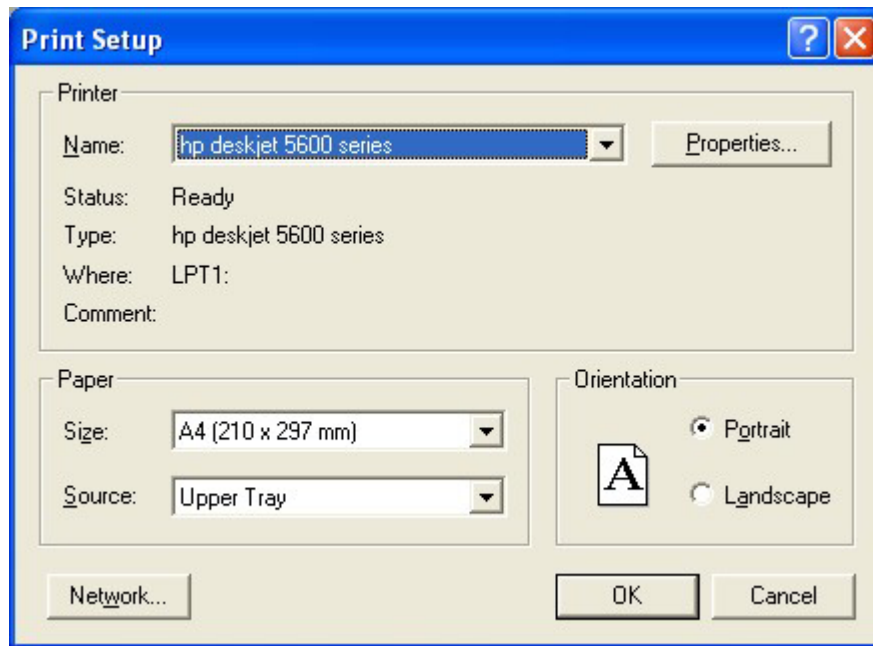 Print Setup
Printer
Name: hp deskjet 5600 series Properties...
Status: Ready
Type: hp deskjet 5600 series
Where: LPT1:
Comment:
Paper
Size: A4 (210 x 297 mm)
Source: Upper Tray
Orientation
A
Portrait
Landscape
Network... OK Cancel